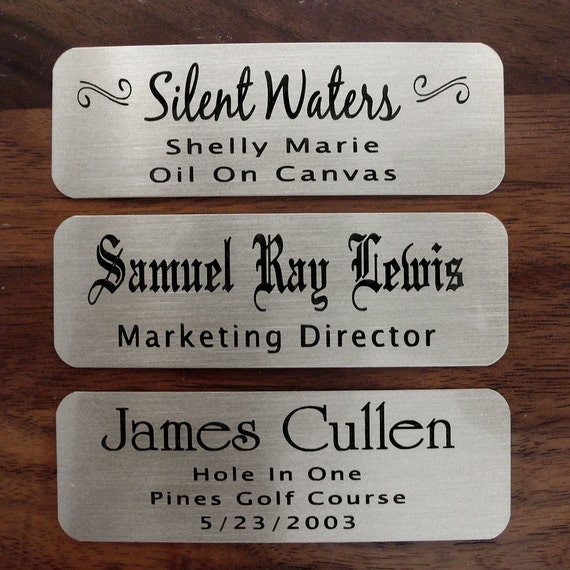 Silent Waters
Shelly Marie
Oil On Canvas
Samuel Ray Lewis
Marketing Director
James Cullen
Hole In One
Pines Golf Course
5/23/2003